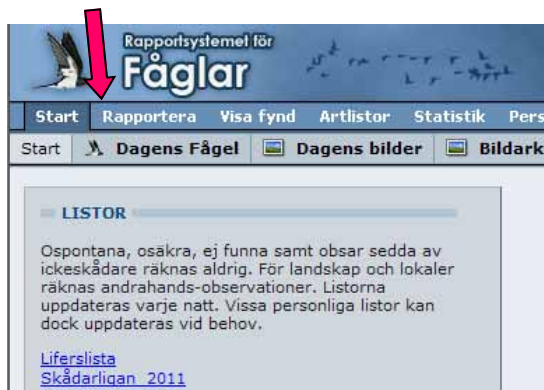 Rapportsystemet för
Fåglar
Start Rapportera Visa fynd Artlistor Statistik Pers
Start Dagens Fågel Dagens bilder Bildark
LISTOR
Ospontana, osäkra, ej funna samt obsar sedda av
ickeskådare räknas aldrig. För landskap och lokaler
räknas andrahands-observationer. Listorna
uppdateras varje natt. Vissa personliga listor kan
dock uppdateras vid behov.
Liferslista
Skådarligan 2011